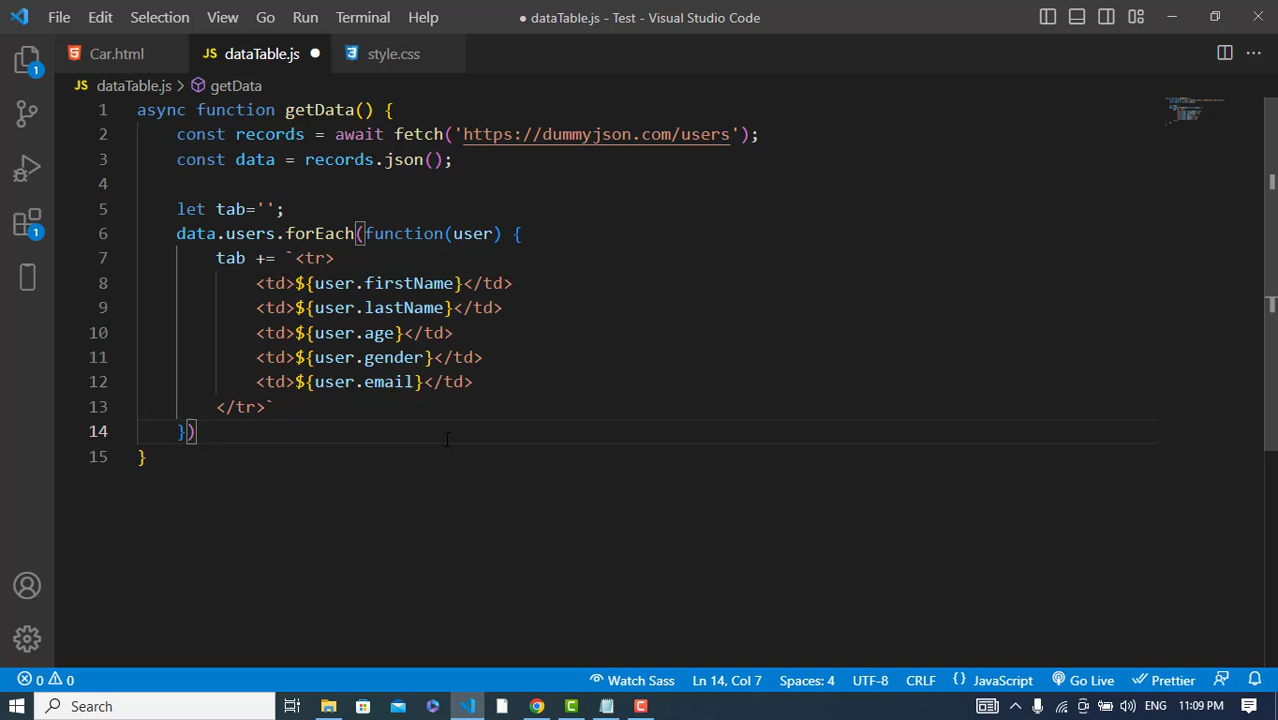 File Edit Selection View Go Run Terminal Help ● dataTable.js - Test - Visual Studio Code
Car.html JS dataTable.js ● style.css
JS dataTable.js > getData
1 async function getData() {
2 const records = await fetch('https://dummyjson.com/users');
3 const data = records.json();
4
5 let tab='';
6 data.users.forEach(function(user) {
7 tab += `<tr>
8 <td>${user.firstName}</td>
9 <td>${user.lastName}</td>
10 <td>${user.age}</td>
11 <td>${user.gender}</td>
12 <td>${user.email}</td>
13 </tr>`
14 })
15 }
1
1
0 0 Watch Sass Ln 14, Col 7 Spaces: 4 UTF-8 CRLF {} JavaScript Go Live Prettier
Search ENG 11:09 PM